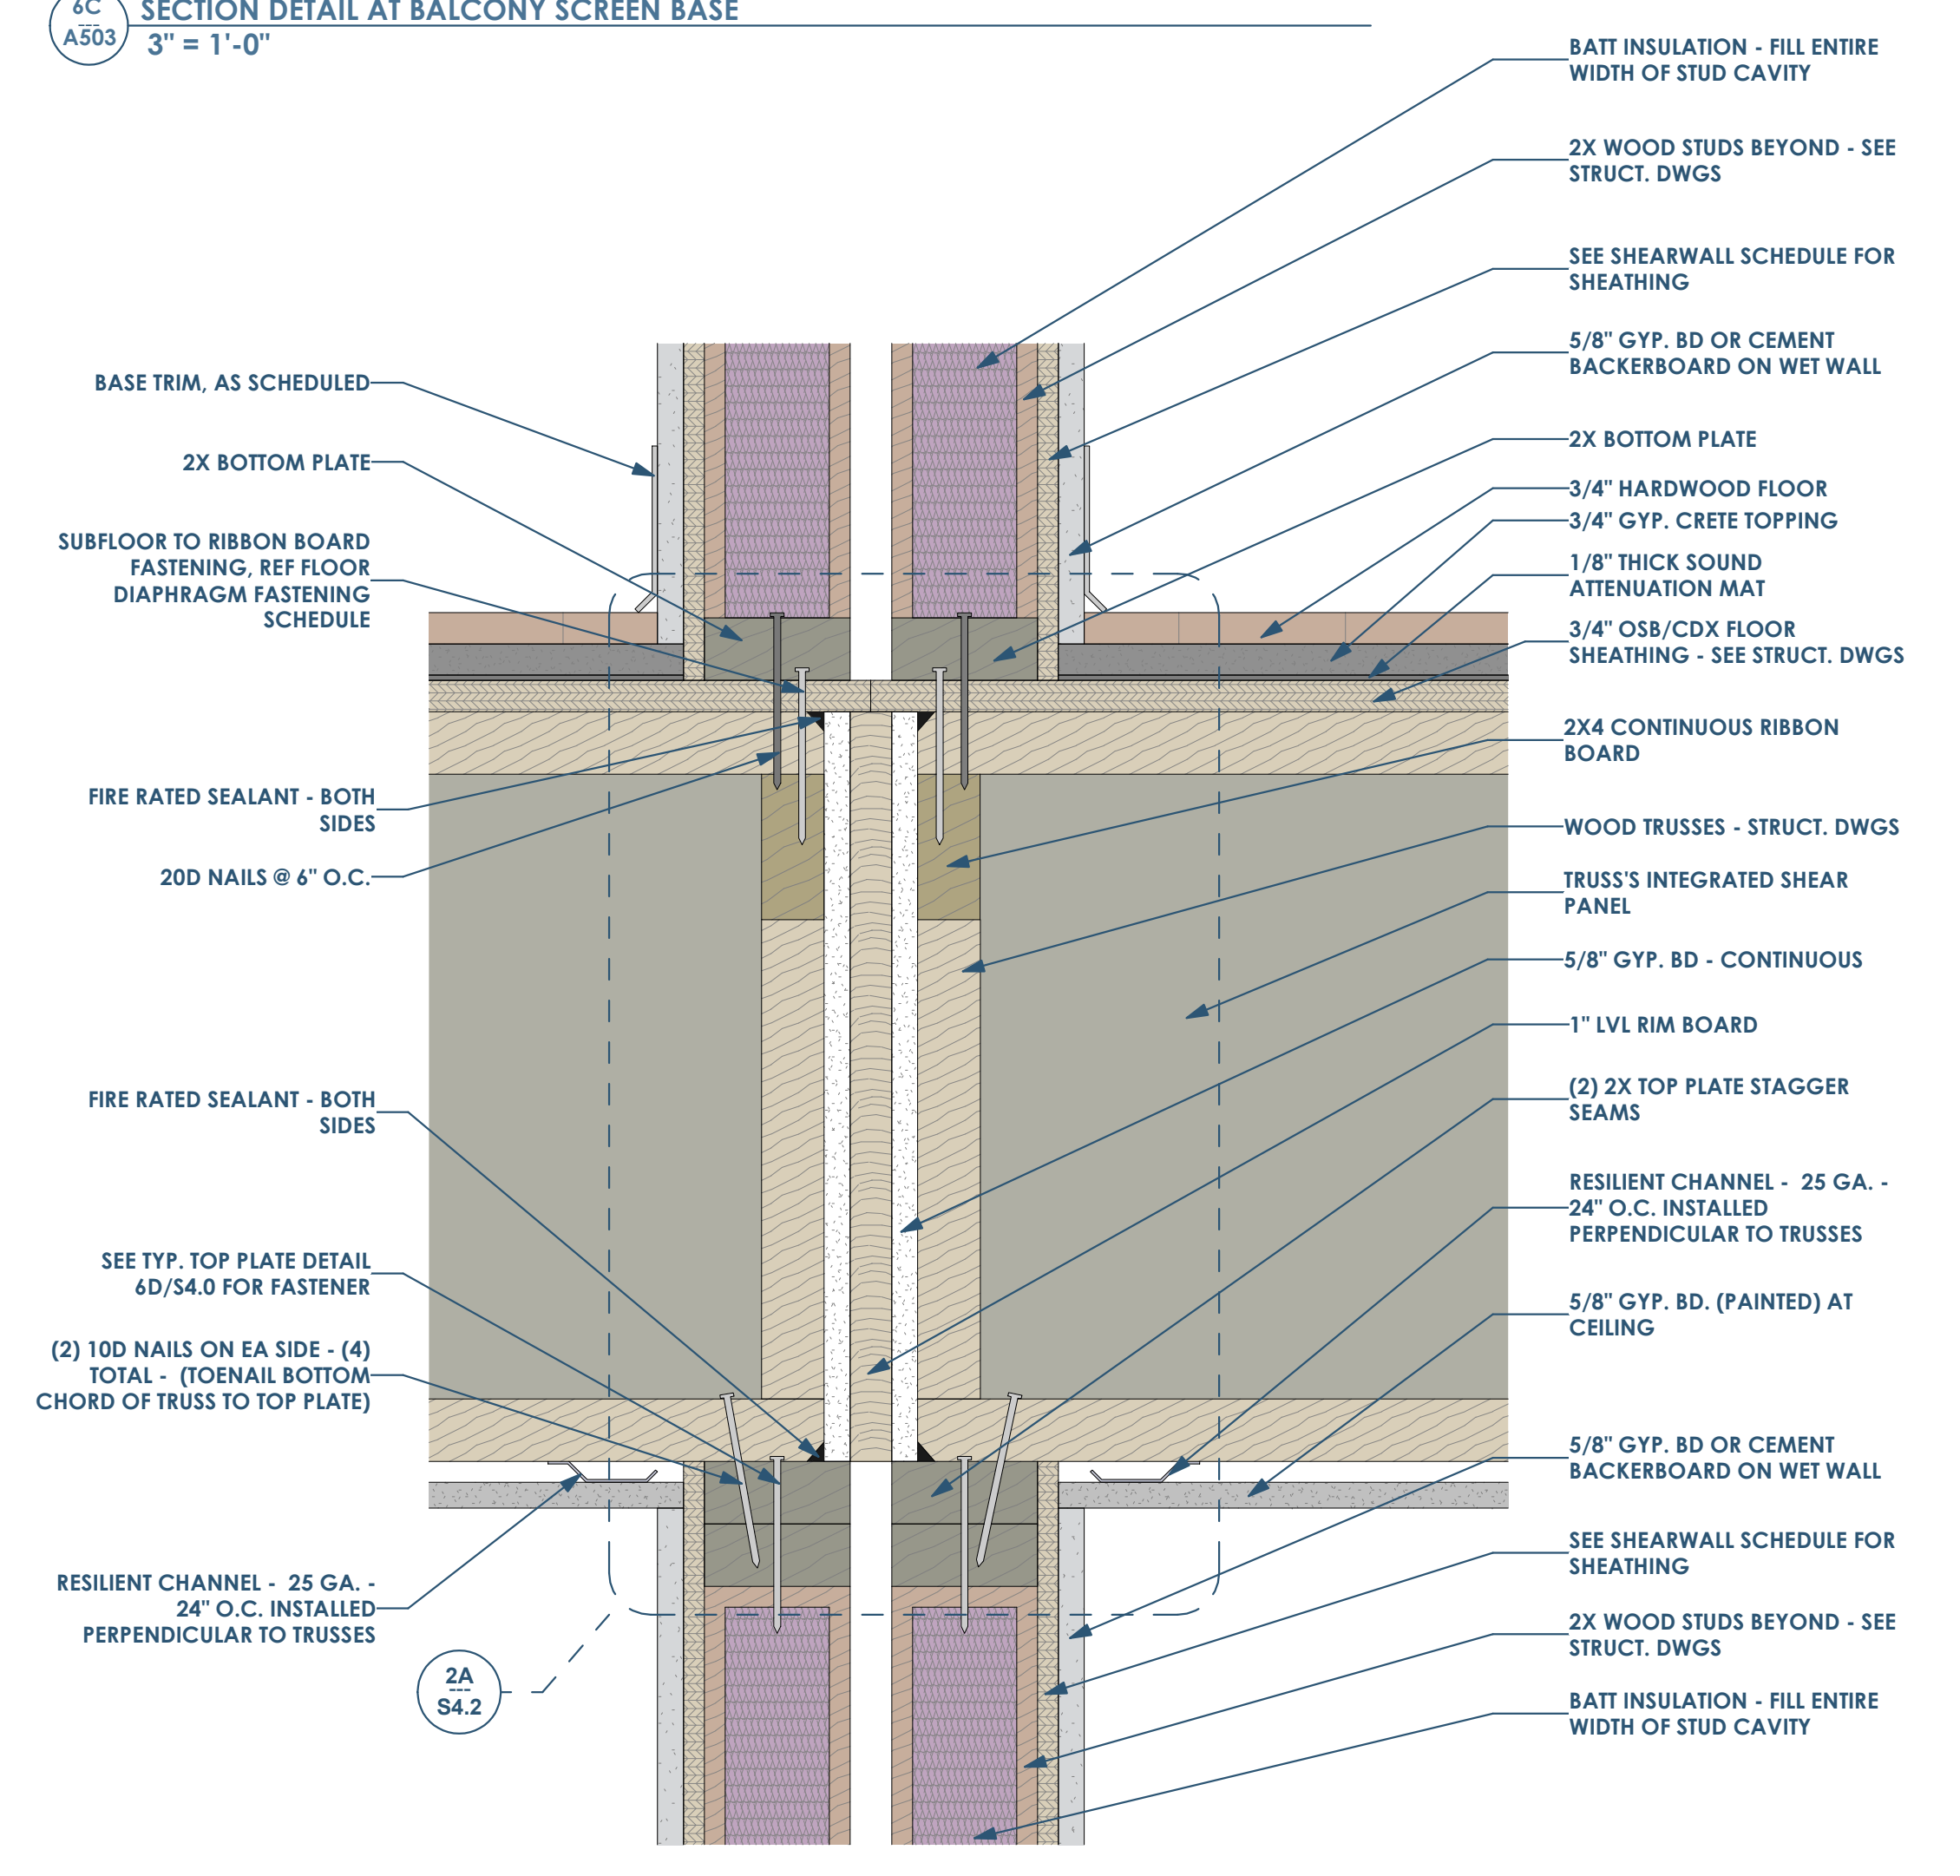 6C
---
A503
SECTION DETAIL AT BALCONY SCREEN BASE
3" = 1'-0"
BASE TRIM, AS SCHEDULED
2X BOTTOM PLATE
SUBFLOOR TO RIBBON BOARD
FASTENING, REF FLOOR
DIAPHRAGM FASTENING
SCHEDULE
FIRE RATED SEALANT - BOTH
SIDES
20D NAILS @ 6" O.C.
FIRE RATED SEALANT - BOTH
SIDES
SEE TYP. TOP PLATE DETAIL
6D/S4.0 FOR FASTENER
(2) 10D NAILS ON EA SIDE - (4)
TOTAL - (TOENAIL BOTTOM
CHORD OF TRUSS TO TOP PLATE)
RESILIENT CHANNEL - 25 GA. -
24" O.C. INSTALLED
PERPENDICULAR TO TRUSSES
2A
---
S4.2
BATT INSULATION - FILL ENTIRE
WIDTH OF STUD CAVITY
2X WOOD STUDS BEYOND - SEE
STRUCT. DWGS
SEE SHEARWALL SCHEDULE FOR
SHEATHING
5/8" GYP. BD OR CEMENT
BACKERBOARD ON WET WALL
2X BOTTOM PLATE
3/4" HARDWOOD FLOOR
3/4" GYP. CRETE TOPPING
1/8" THICK SOUND
ATTENUATION MAT
3/4" OSB/CDX FLOOR
SHEATHING - SEE STRUCT. DWGS
2X4 CONTINUOUS RIBBON
BOARD
WOOD TRUSSES - STRUCT. DWGS
TRUSS'S INTEGRATED SHEAR
PANEL
5/8" GYP. BD - CONTINUOUS
1" LVL RIM BOARD
(2) 2X TOP PLATE STAGGER
SEAMS
RESILIENT CHANNEL - 25 GA. -
24" O.C. INSTALLED
PERPENDICULAR TO TRUSSES
5/8" GYP. BD. (PAINTED) AT
CEILING
5/8" GYP. BD OR CEMENT
BACKERBOARD ON WET WALL
SEE SHEARWALL SCHEDULE FOR
SHEATHING
2X WOOD STUDS BEYOND - SEE
STRUCT. DWGS
BATT INSULATION - FILL ENTIRE
WIDTH OF STUD CAVITY